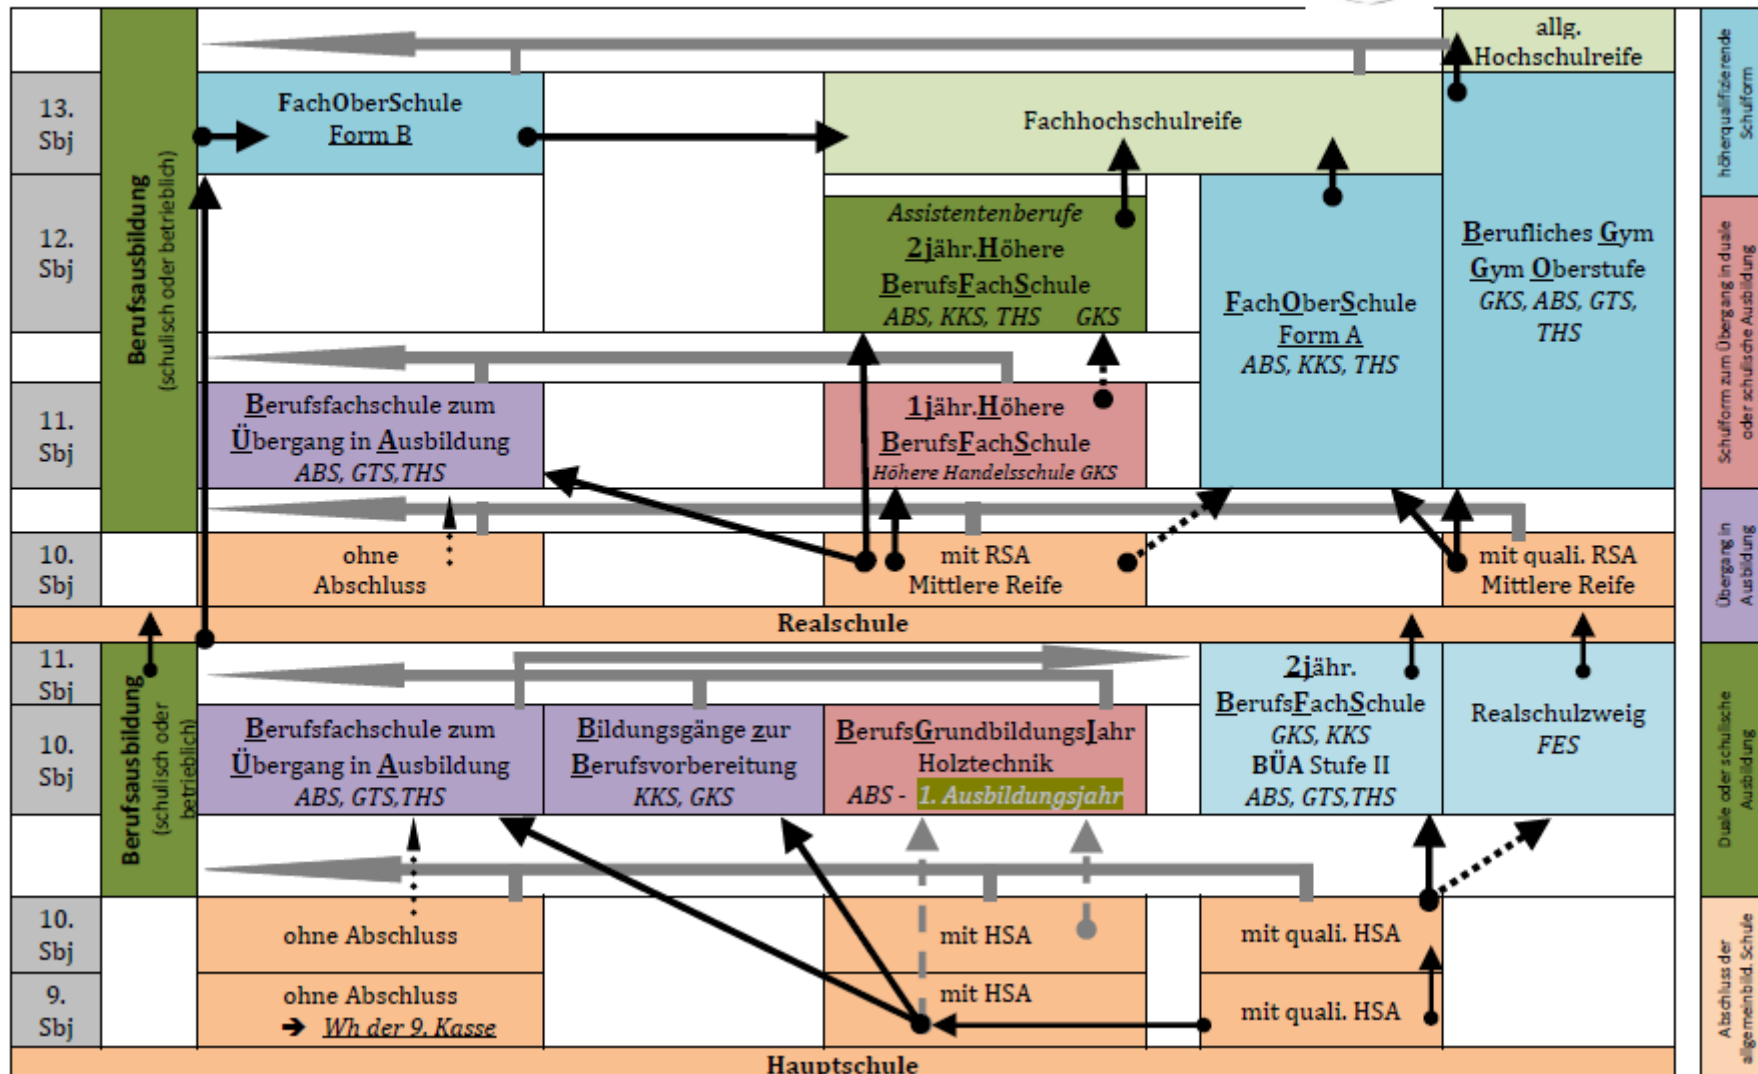 allg.
Hochschulreife
13.
Sbj
FachOberSchule
Form B
Fachhochschulreife
12.
Sbj
Berufsausbildung
(schulisch oder betrieblich)
Assistentenberufe
2jähr.Höhere
BerufsFachSchule
ABS, KKS, THS GKS
FachOberSchule
Form A
ABS, KKS, THS
Berufliches Gym
Gym Oberstufe
GKS, ABS, GTS,
THS
11.
Sbj
Berufsfachschule zum
Übergang in Ausbildung
ABS, GTS,THS
1jähr.Höhere
BerufsFachSchule
Höhere Handelsschule GKS
10.
Sbj
ohne
Abschluss
mit RSA
Mittlere Reife
mit quali. RSA
Mittlere Reife
Realschule
11.
Sbj
10.
Sbj
Berufsausbildung
(schulisch oder
betrieblich)
Berufsfachschule zum
Übergang in Ausbildung
ABS, GTS,THS
Bildungsgänge zur
Berufsvorbereitung
KKS, GKS
BerufsGrundbildungsJahr
Holztechnik
ABS - 1. Ausbildungsjahr
2jähr.
BerufsFachSchule
GKS, KKS
BÜA Stufe II
ABS, GTS,THS
Realschulzweig
FES
10.
Sbj
ohne Abschluss
mit HSA
mit quali. HSA
9.
Sbj
ohne Abschluss
➔ Wh der 9. Kasse
mit HSA
mit quali. HSA
Hauptschule
höherqualifizierende
Schulform
Schulform zum Übergang in duale
oder schulische Ausbildung
Übergang in
Ausbildung
Duale oder schulische
Ausbildung
Abschluss der
allgemeinbild. Schule